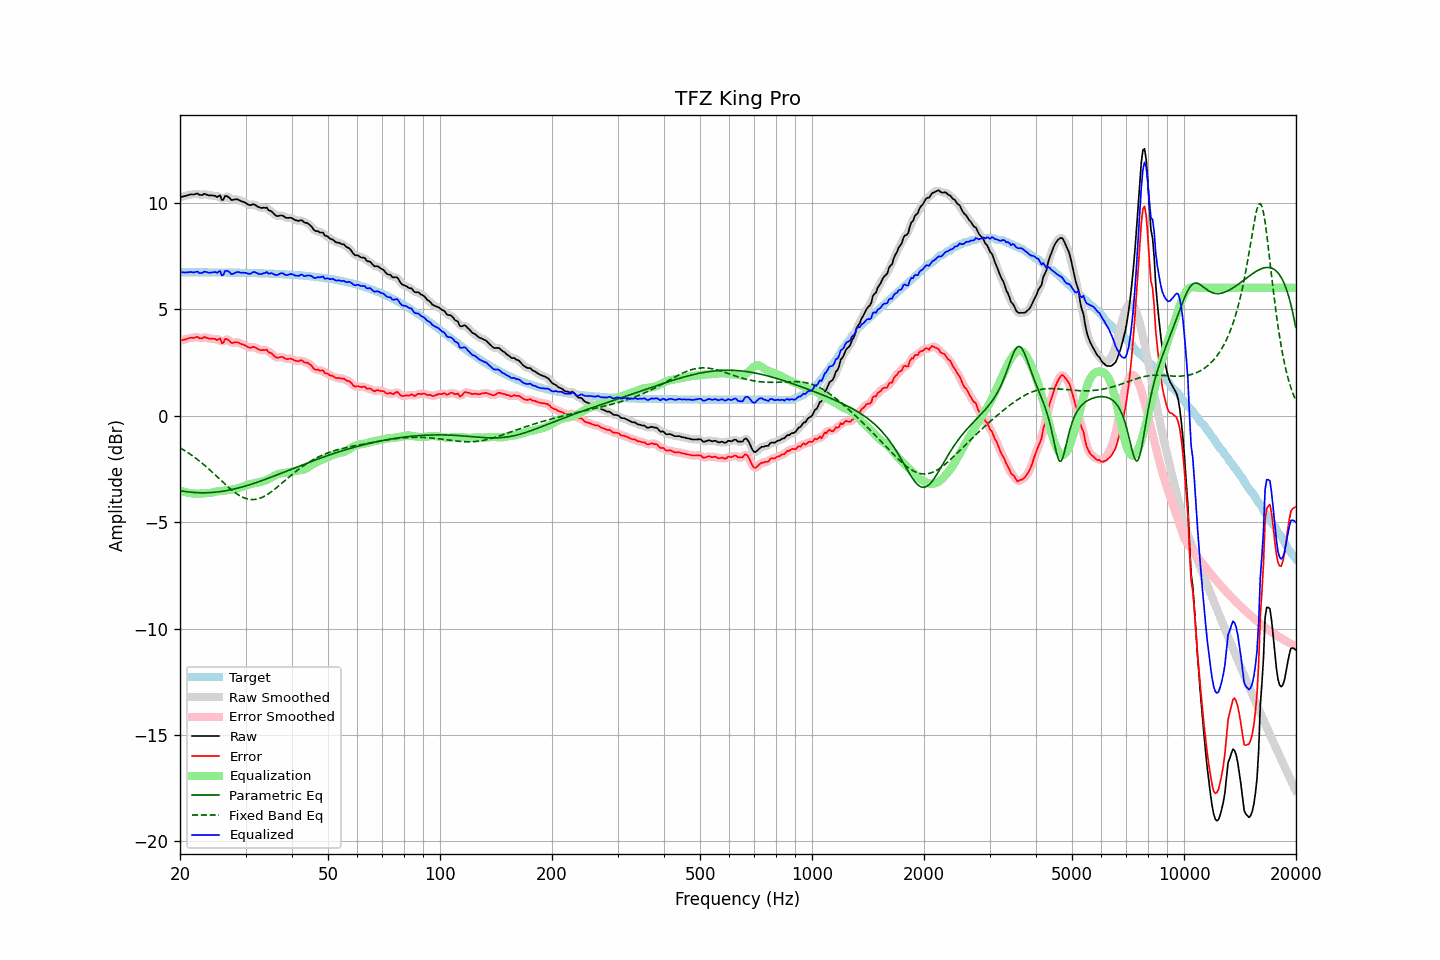 TFZ King Pro
Amplitude (dBr)
10
5
0
−5
−10
−15
−20
Target
Raw Smoothed
Error Smoothed
Raw
Error
Equalization
Parametric Eq
Fixed Band Eq
Equalized
20 50 100 200 500 1000 2000 5000 10000 20000
Frequency (Hz)